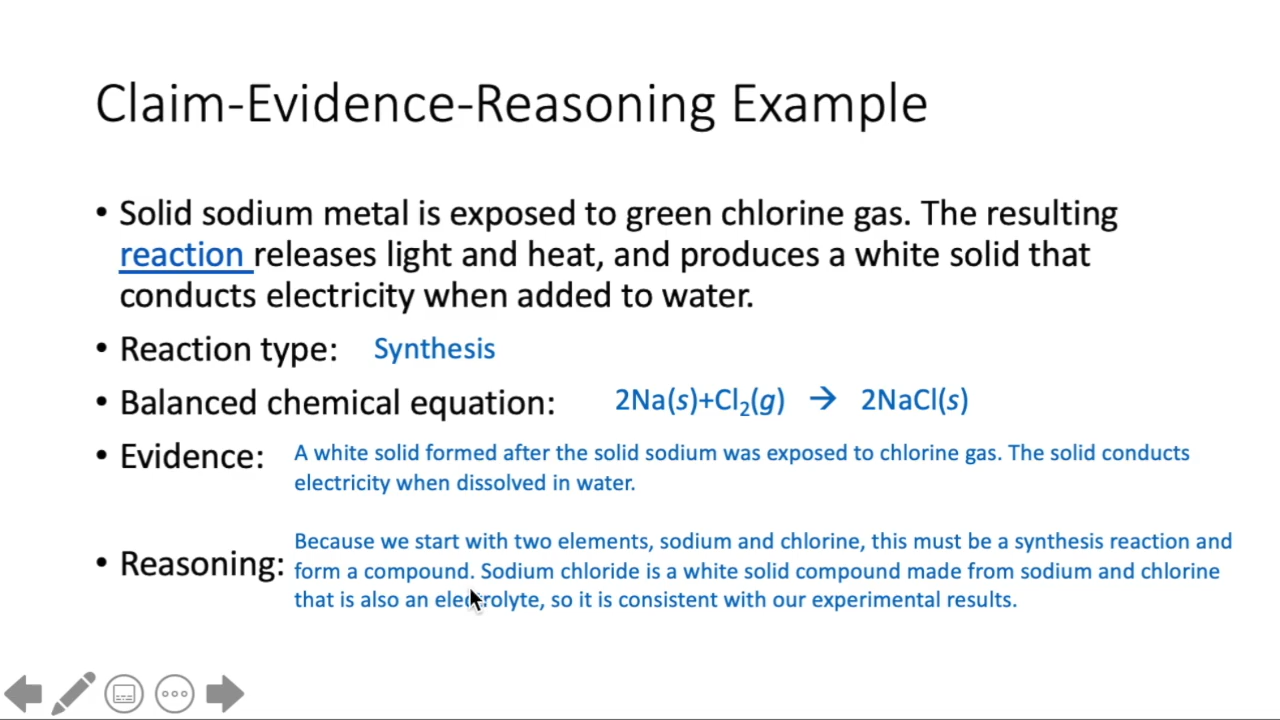 Claim-Evidence-Reasoning Example
• Solid sodium metal is exposed to green chlorine gas. The resulting
reaction releases light and heat, and produces a white solid that
conducts electricity when added to water.
• Reaction type: Synthesis
• Balanced chemical equation: 2Na(s)+Cl₂(g) → 2NaCl(s)
• Evidence: A white solid formed after the solid sodium was exposed to chlorine gas. The solid conducts
electricity when dissolved in water.
• Reasoning: Because we start with two elements, sodium and chlorine, this must be a synthesis reaction and
form a compound. Sodium chloride is a white solid compound made from sodium and chlorine
that is also an electrolyte, so it is consistent with our experimental results.